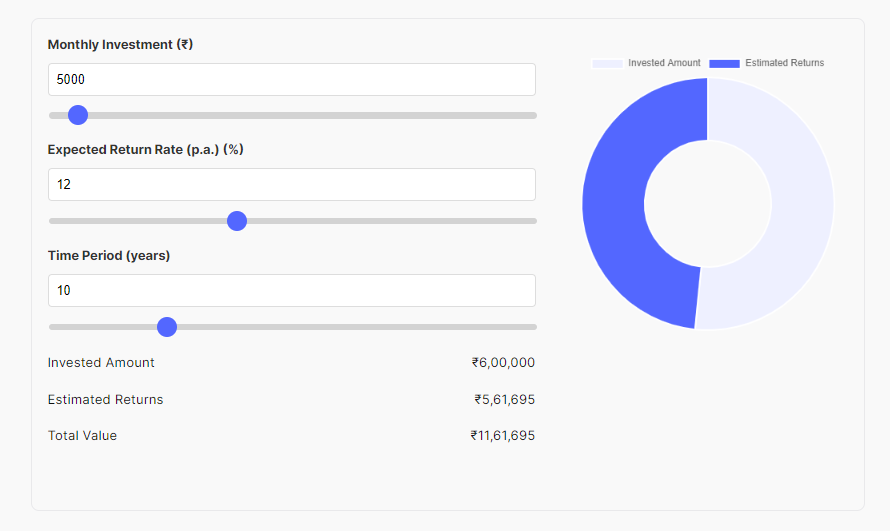 Monthly Investment (₹)
5000
Expected Return Rate (p.a.) (%)
12
Time Period (years)
10
Invested Amount ₹6,00,000
Estimated Returns ₹5,61,695
Total Value ₹11,61,695
Invested Amount Estimated Returns